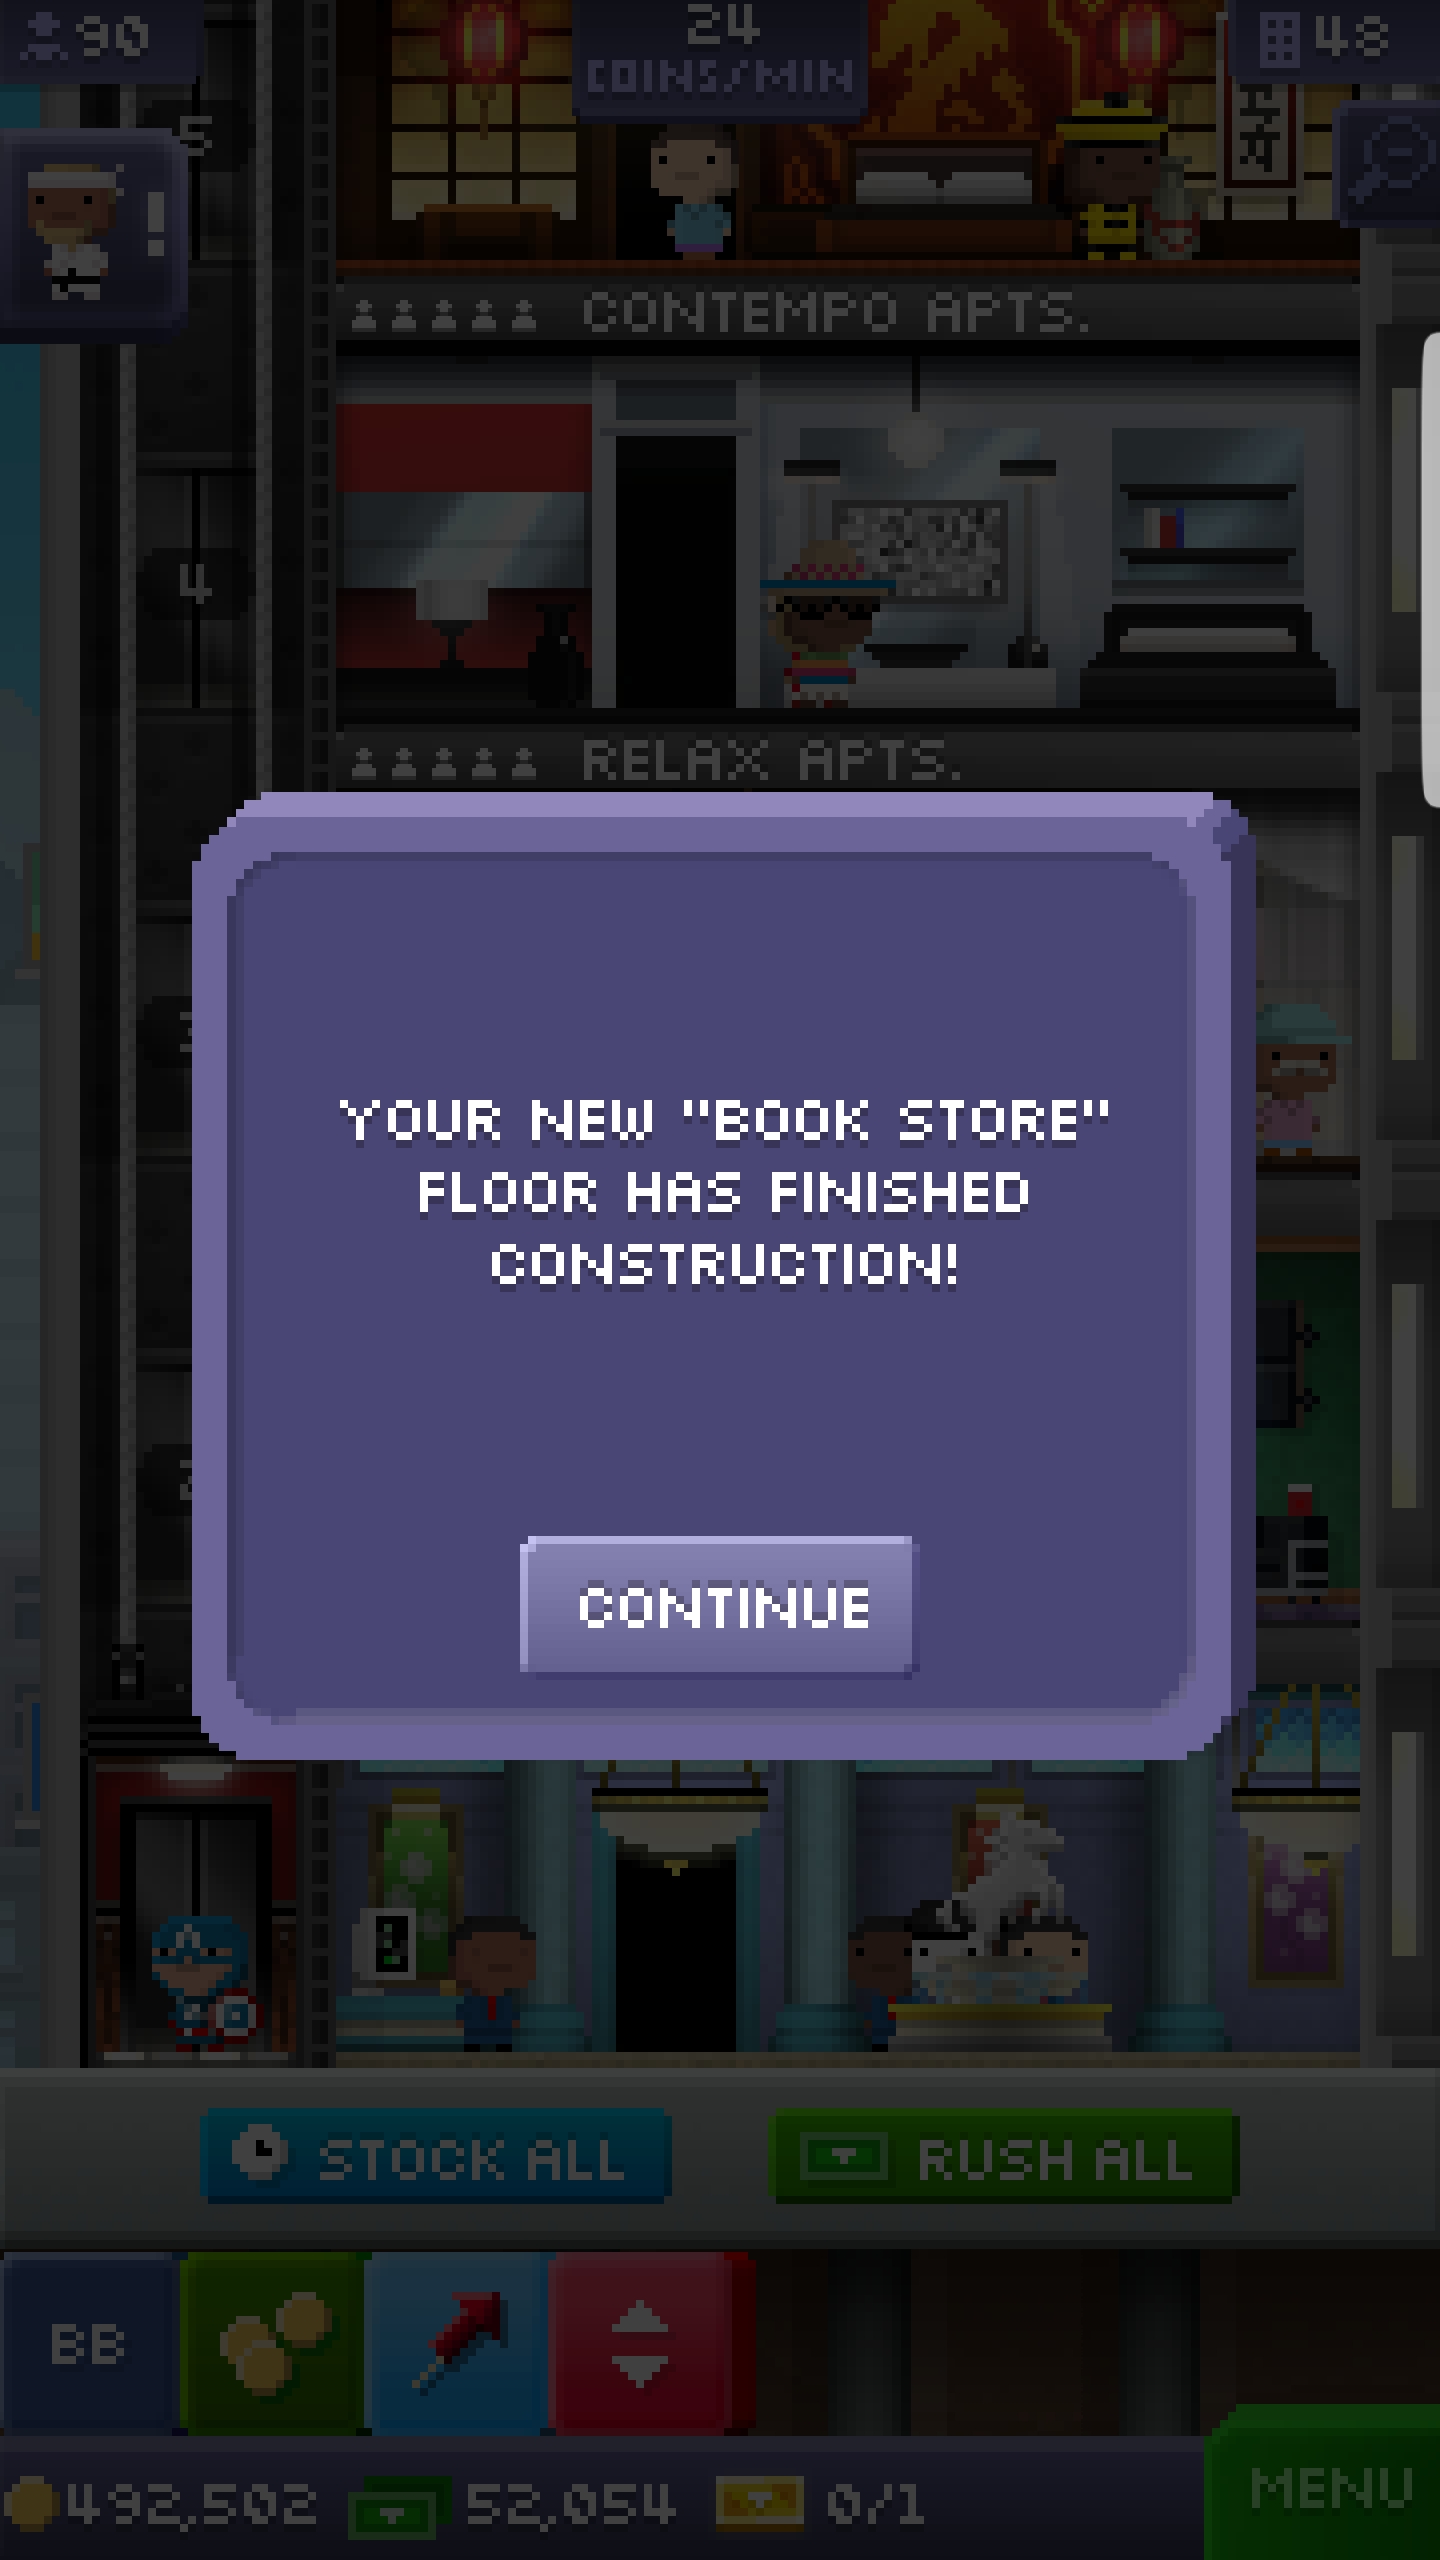 90
24
COINS/MIN
48
5
CONTEMPO APTS.
4
RELAX APTS.
YOUR NEW "BOOK STORE"
FLOOR HAS FINISHED
CONSTRUCTION!
CONTINUE
STOCK ALL
RUSH ALL
BB
492,502
52,054
0/1
MENU